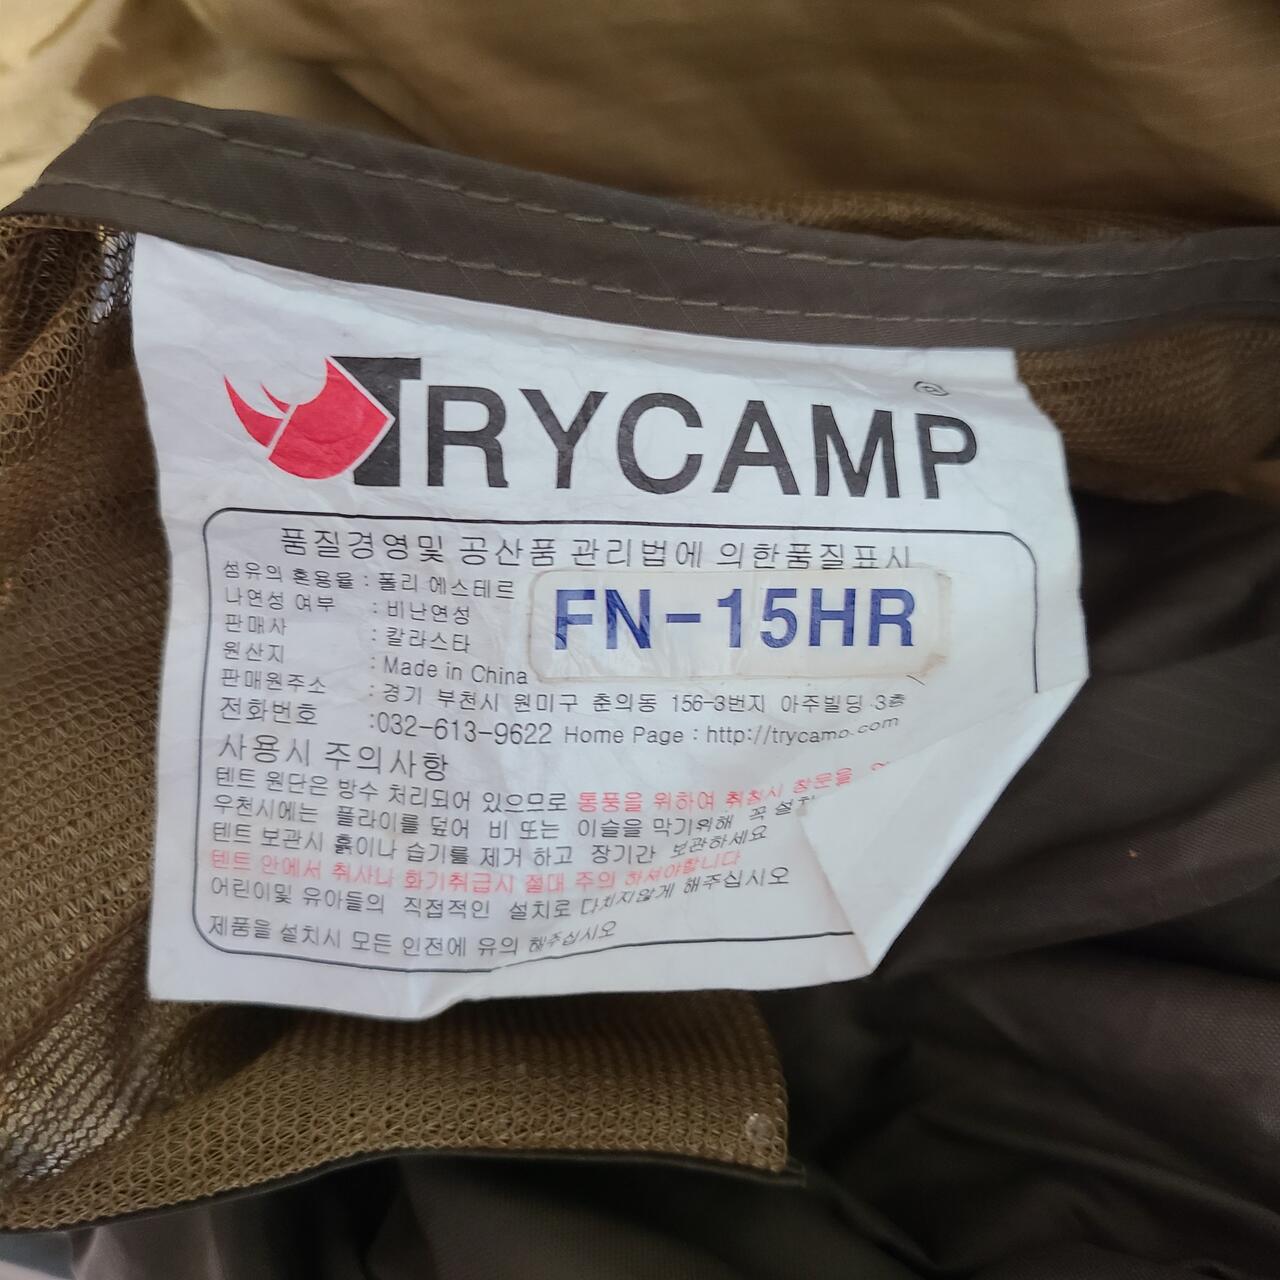 TRYCAMP®
품질경영및 공산품 관리법에 의한품질표시
섬유의 혼용율 : 폴리 에스테르
FN-15HR
나연성 여부 : 비난연성
판매사 : 칼라스타
원산지 : Made in China
판매원주소 : 경기 부천시 원미구 춘의동 156-3번지 아주빌딩 3층
전화번호 :032-613-9622 Home Page : http://trycamp.com
사용시 주의사항
텐트 원단은 방수 처리되어 있으므로 통풍을 위하여 취침시 창문을
우천시에는 플라이를 덮어 비 또는 이슬을 막기위해 꼭
텐트 보관시 흙이나 습기를 제거 하고 장기간 보관하세요
텐트 안에서 취사나 화기취급시 절대 주의 하셔야합니다
어린이및 유아들의 직접적인 설치로 다치지않게 해주십시오
제품을 설치시 모든 인전에 유의 해주십시오